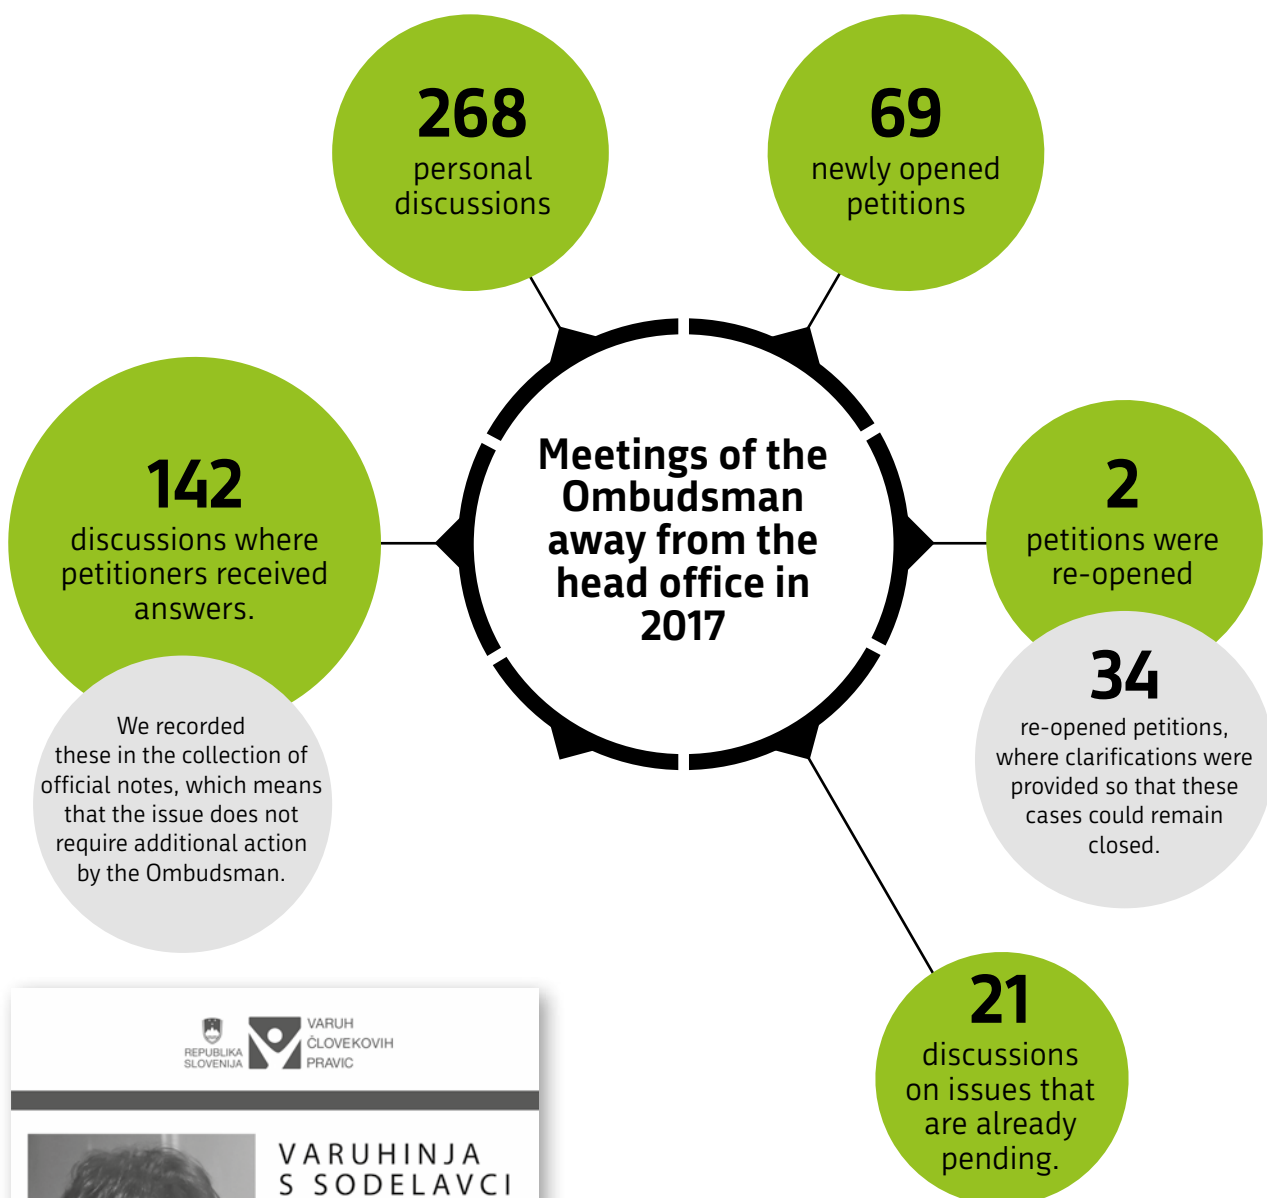 268
personal
discussions
69
newly opened
petitions
Meetings of the
Ombudsman
away from the
head office in
2017
142
discussions where
petitioners received
answers.
We recorded
these in the collection of
official notes, which means
that the issue does not
require additional action
by the Ombudsman.
2
petitions were
re-opened
34
re-opened petitions,
where clarifications were
provided so that these
cases could remain
closed.
21
discussions
on issues that
are already
pending.
REPUBLIKA
SLOVENIJA
VARUH
ČLOVEKOVIH
PRAVIC
VARUHINJA
S SODELAVCI